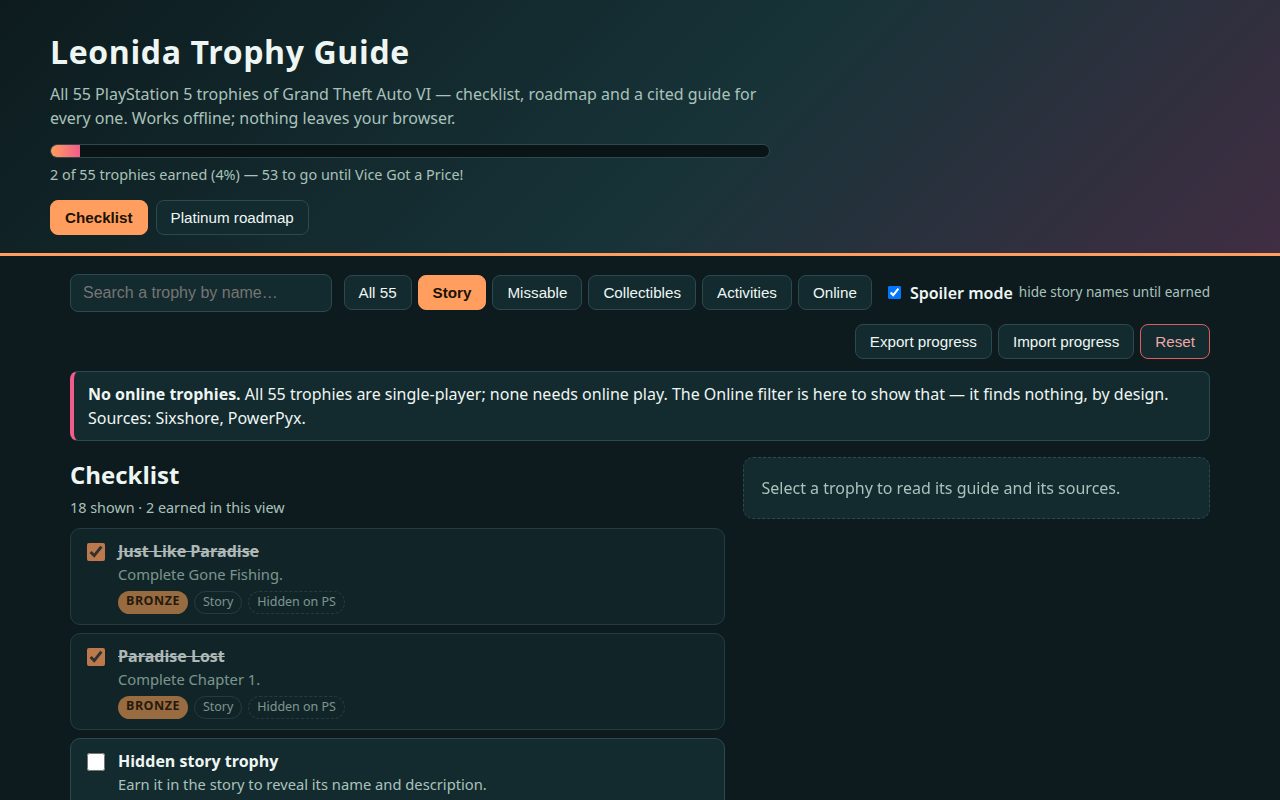 Leonida Trophy Guide
All 55 PlayStation 5 trophies of Grand Theft Auto VI — checklist, roadmap and a cited guide for
every one. Works offline; nothing leaves your browser.
2 of 55 trophies earned (4%) — 53 to go until Vice Got a Price!
Checklist
Platinum roadmap
Search a trophy by name…
All 55
Story
Missable
Collectibles
Activities
Online
Spoiler mode hide story names until earned
Export progress
Import progress
Reset
No online trophies. All 55 trophies are single-player; none needs online play. The Online filter is here to show that — it finds nothing, by design.
Sources: Sixshore, PowerPyx.
Checklist
18 shown · 2 earned in this view
Just Like Paradise
Complete Gone Fishing.
BRONZE Story Hidden on PS
Paradise Lost
Complete Chapter 1.
BRONZE Story Hidden on PS
Hidden story trophy
Earn it in the story to reveal its name and description.
Select a trophy to read its guide and its sources.